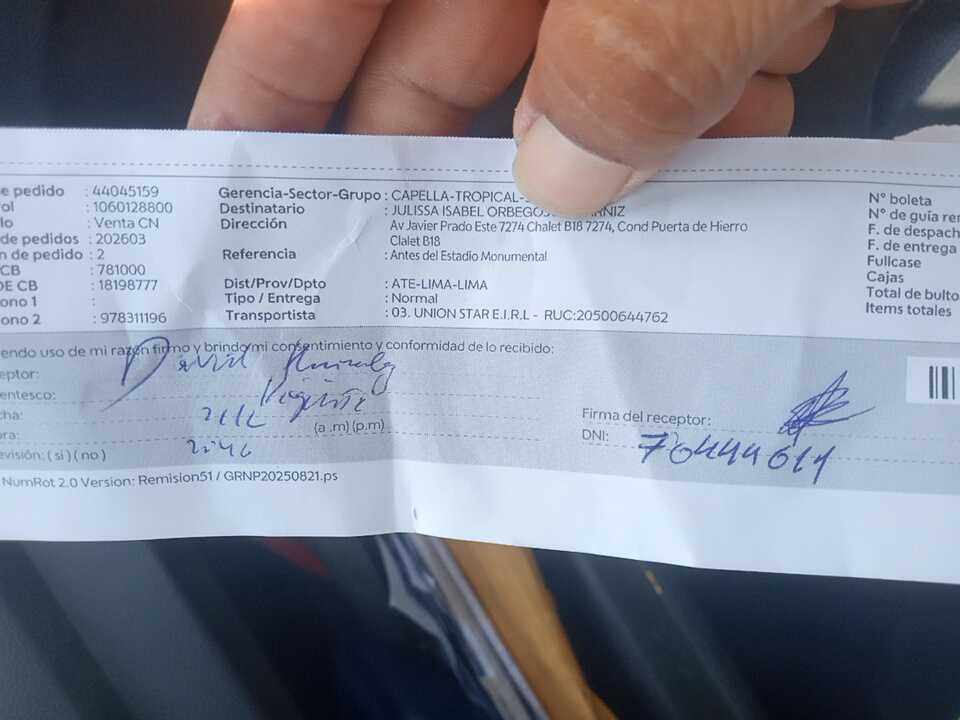 e pedido : 44045159
ol : 1060128800
lo : Venta CN
de pedidos : 202603
n de pedido : 2
CB : 781000
DE CB : 18198777
ono 1 :
ono 2 : 978311196
Gerencia-Sector-Grupo : CAPELLA-TROPICAL-
Destinatario : JULISSA ISABEL
Dirección Av Javier Prado Este 7274 Chalet B18 7274, Cond Puerta de Hierro
Clalet B18
Referencia : Antes del Estadio Monumental
Dist/Prov/Dpto : ATE-LIMA-LIMA
Tipo / Entrega : Normal
Transportista : 03. UNION STAR E.I.R.L - RUC:20500644762
N° boleta
N° de guía re
F. de despach
F. de entrega
Fullcase
Cajas
Total de bulto
Items totales
endo uso de mi razón firmo y brindo mi consentimiento y conformidad de lo recibido:
eptor: David
entesco:
cha:
ora: (a .m) (p.m)
evisión: ( si ) ( no )
Firma del receptor:
DNI:
NumRot 2.0 Version: Remision51 / GRNP20250821.ps